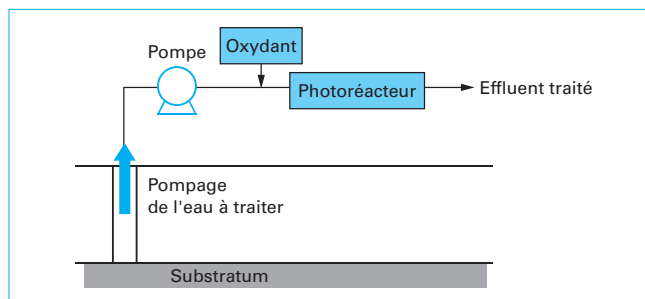 Oxydant
Pompe
Photoréacteur
Effluent traité
Pompage
de l'eau à traiter
Substratum